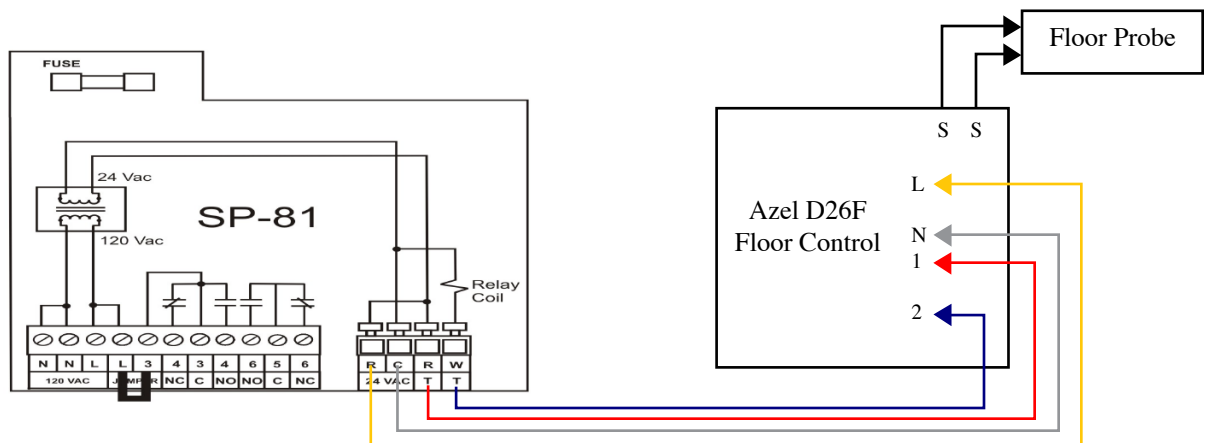 Floor Probe
FUSE
S S
24 Vac
L
SP-81
Azel D26F
Floor Control
N
120 Vac
1
Relay
Coil
2
N N L L 3 4 3 4 6 5 6
R C R W
120 VAC JUMPER NC C NO NO C NC
24 VAC T T